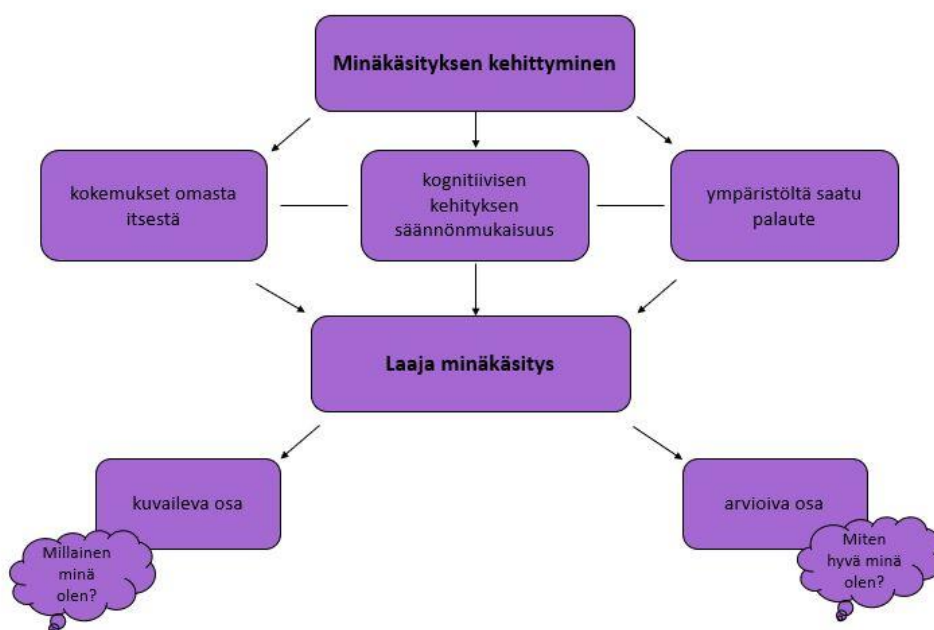 Minäkäsityksen kehittyminen
kokemukset omasta
itsestä
kognitiivisen
kehityksen
säännönmukaisuus
ympäristöltä saatu
palaute
Laaja minäkäsitys
kuvaileva osa
arvioiva osa
Millainen
minä
olen?
Miten
hyvä minä
olen?